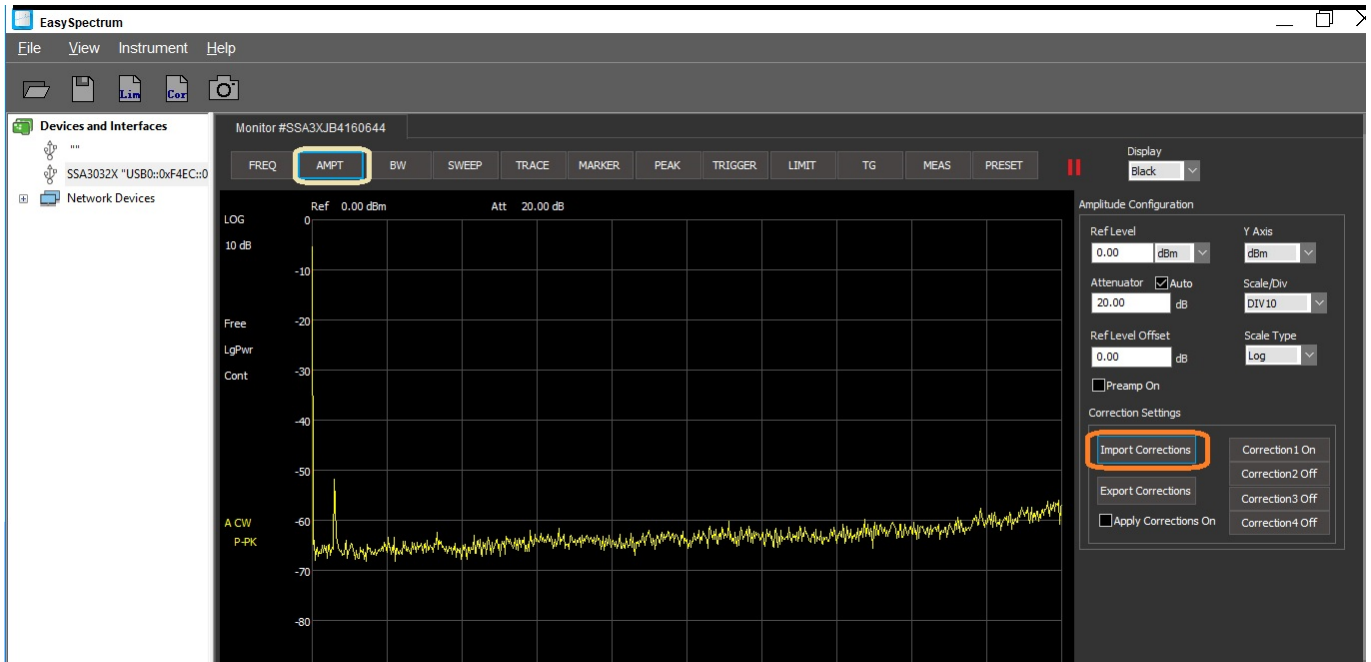 EasySpectrum
File View Instrument Help
Lim Cor
Devices and Interfaces
""
SSA3032X "USB0::0xF4EC::0
Network Devices
Monitor #SSA3XJB4160644
FREQ AMPT BW SWEEP TRACE MARKER PEAK TRIGGER LIMIT TG MEAS PRESET
Display
Black
Ref 0.00 dBm Att 20.00 dB
LOG
10 dB
Free
LgPwr
Cont
A CW
P-PK
0
-10
-20
-30
-40
-50
-60
-70
-80
Amplitude Configuration
Ref Level Y Axis
0.00 dBm dBm
Attenuator Auto Scale/Div
20.00 dB DIV10
Ref Level Offset Scale Type
0.00 dB Log
Preamp On
Correction Settings
Import Corrections Correction1 On
Correction2 Off
Export Corrections Correction3 Off
Apply Corrections On Correction4 Off